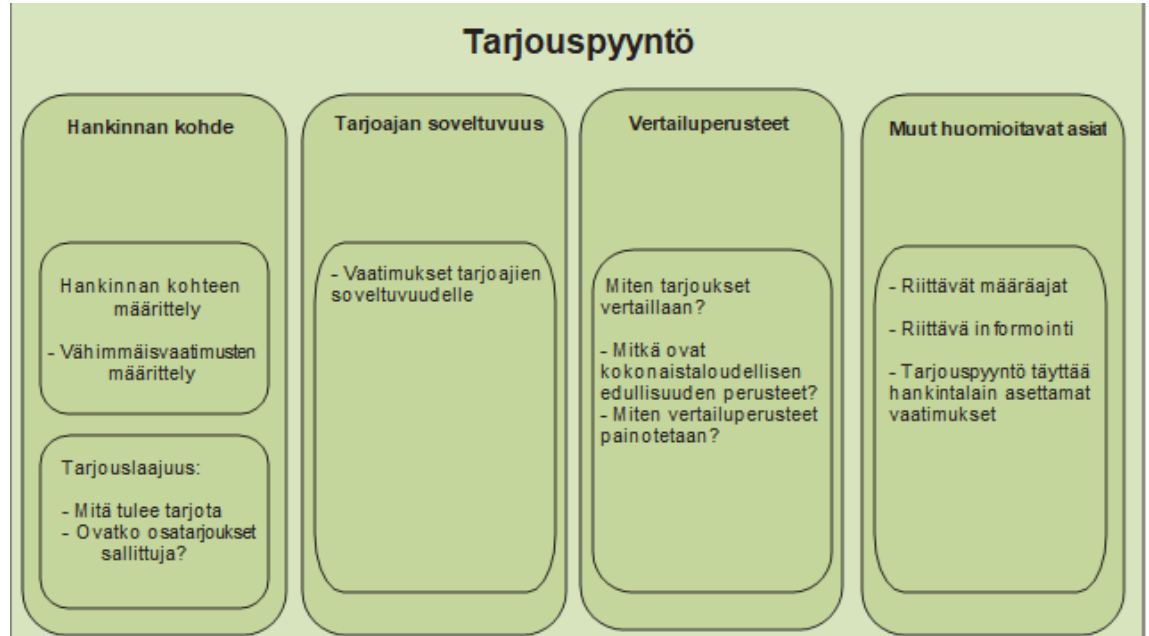 Tarjouspyyntö
Hankinnan kohde
Hankinnan kohteen
määrittely
- Vähimmäisvaatimusten
määrittely
Tarjouslaajuus:
- Mitä tulee tarjota
- Ovatko osatarjoukset
sallittuja?
Tarjoajan soveltuvuus
- Vaatimukset tarjoajien
soveltuvuudelle
Vertailuperusteet
Miten tarjoukset
vertaillaan?
- Mitkä ovat
kokonaistaloudellisen
edullisuuden perusteet?
- Miten vertailuperusteet
painotetaan?
Muut huomioitavat asiat
- Riittävät määräajat
- Riittävä informointi
- Tarjouspyyntö täyttää
hankintalain asettamat
vaatimukset